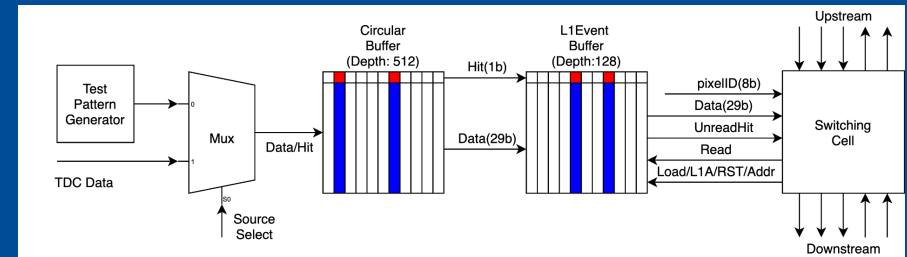 Test
Pattern
Generator
TDC Data
0
1
Mux
S0
Source
Select
Data/Hit
Circular
Buffer
(Depth: 512)
Hit(1b)
Data(29b)
L1Event
Buffer
(Depth:128)
pixelID(8b)
Data(29b)
UnreadHit
Read
Load/L1A/RST/Addr
Upstream
Switching
Cell
Downstream